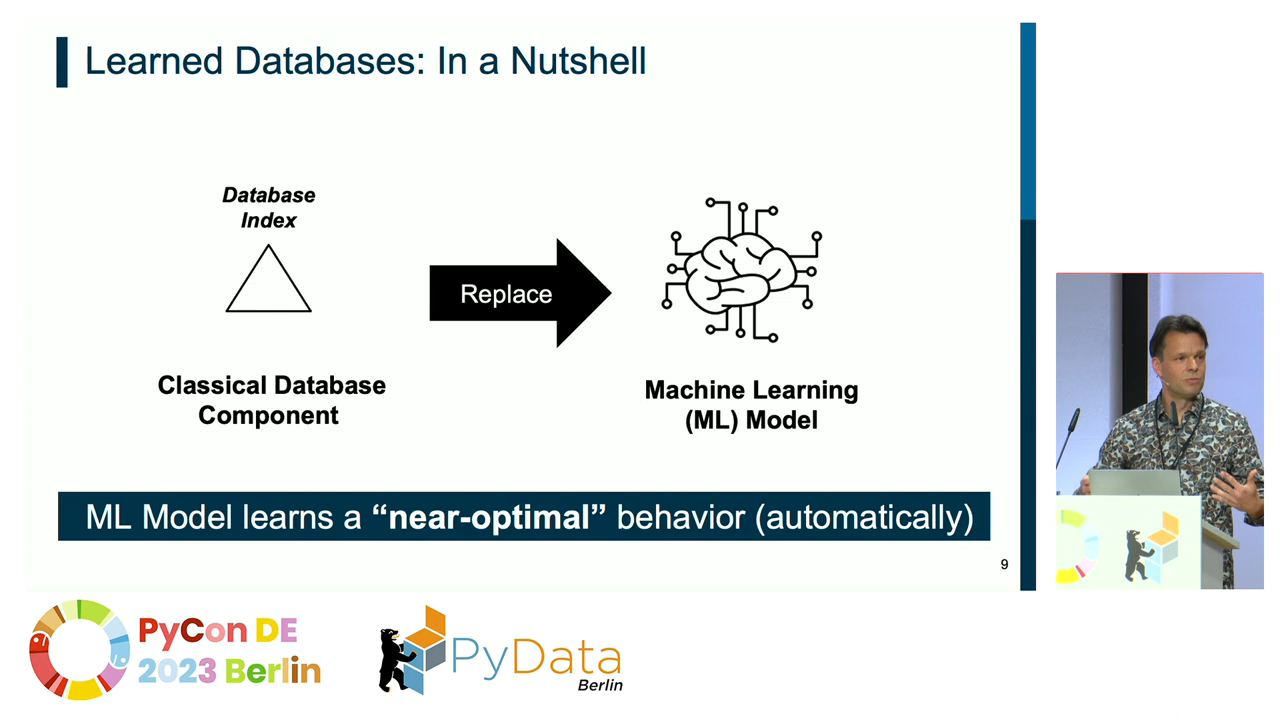 Learned Databases: In a Nutshell
Database
Index
Replace
Classical Database
Component
Machine Learning
(ML) Model
ML Model learns a “near-optimal” behavior (automatically)
9
PyCon DE
2023 Berlin
PyData
Berlin